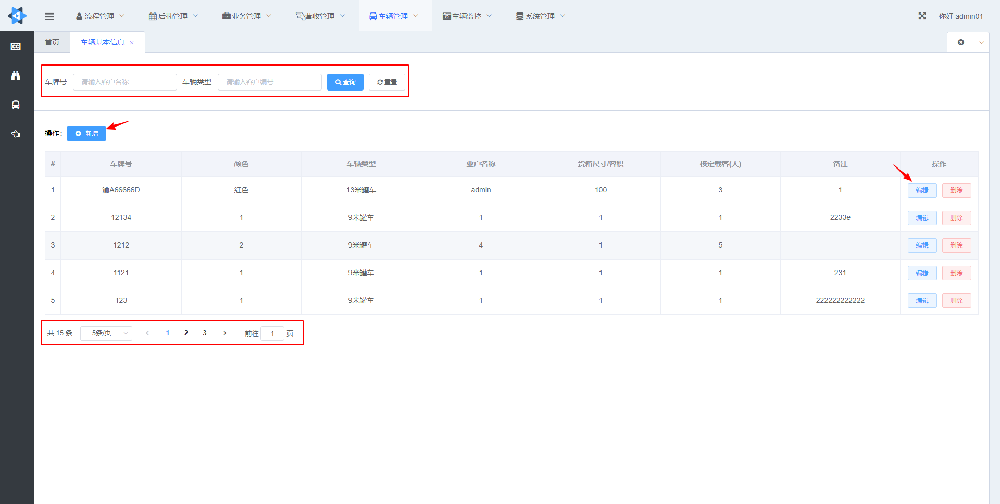 流程管理 后勤管理 业务管理 营收管理 车辆管理 车辆监控 系统管理 你好 admin01
首页 车辆基本信息 ×
车牌号 请输入客户名称 车辆类型 请输入客户编号 查询 重置
操作: 新增
# 车牌号 颜色 车辆类型 业户名称 货箱尺寸/容积 核定载客(人) 备注 操作
1 渝A66666D 红色 13米罐车 admin 100 3 1 编辑 删除
2 12134 1 9米罐车 1 1 1 2233e 编辑 删除
3 1212 2 9米罐车 4 1 5 编辑 删除
4 1121 1 9米罐车 1 1 1 231 编辑 删除
5 123 1 9米罐车 1 1 1 222222222222 编辑 删除
共 15 条 5条/页 < 1 2 3 > 前往 1 页